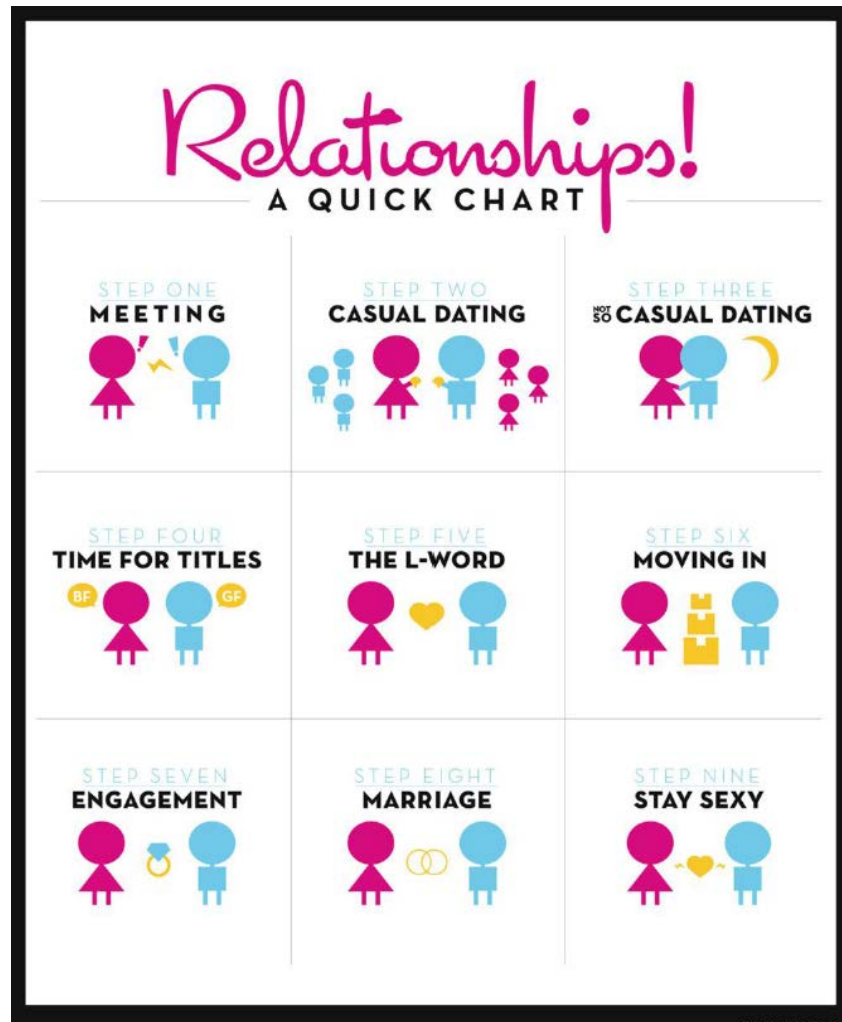 Relationships!
A QUICK CHART
STEP ONE
MEETING
STEP TWO
CASUAL DATING
STEP THREE
NOT SO CASUAL DATING
STEP FOUR
TIME FOR TITLES
BF
GF
STEP FIVE
THE L-WORD
STEP SIX
MOVING IN
STEP SEVEN
ENGAGEMENT
STEP EIGHT
MARRIAGE
STEP NINE
STAY SEXY